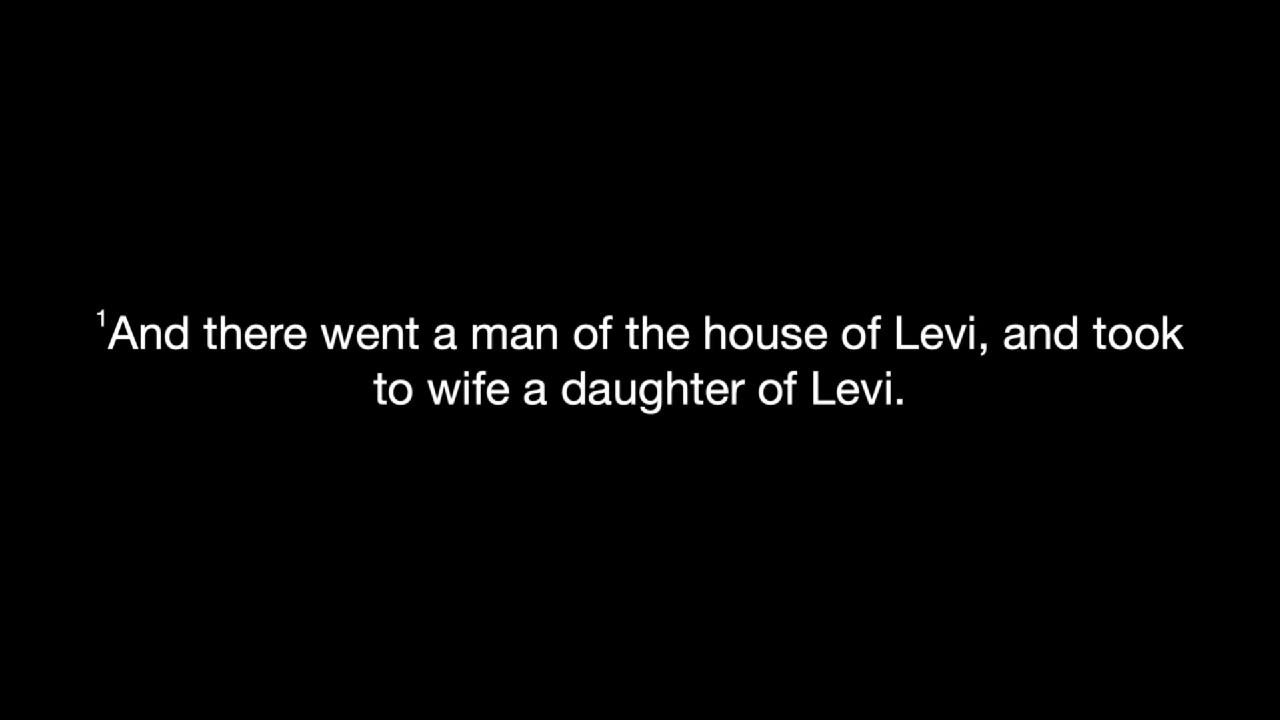 ¹And there went a man of the house of Levi, and took
to wife a daughter of Levi.